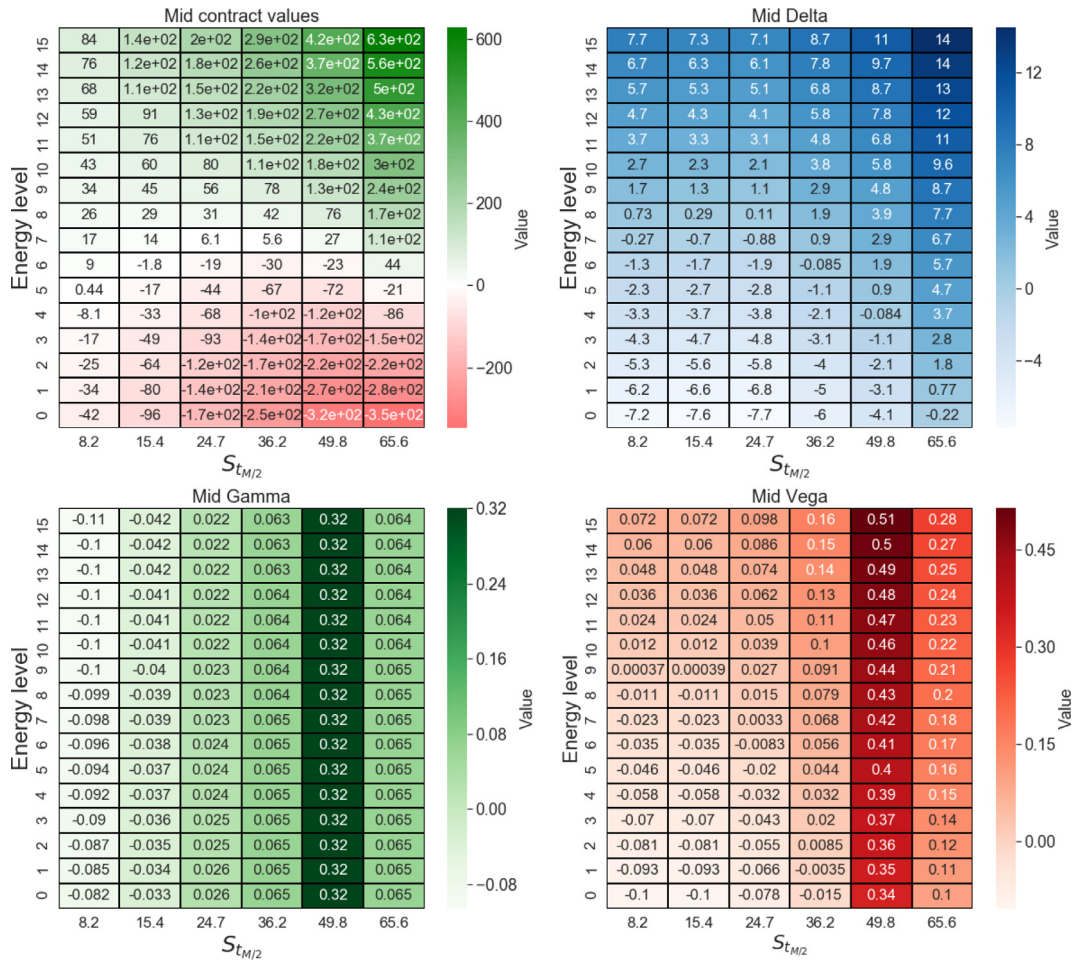 Mid contract values
Energy level
15 84 1.4e+02 2e+02 2.9e+02 4.2e+02 6.3e+02
14 76 1.2e+02 1.8e+02 2.6e+02 3.7e+02 5.6e+02
13 68 1.1e+02 1.5e+02 2.2e+02 3.2e+02 5e+02
12 59 91 1.3e+02 1.9e+02 2.7e+02 4.3e+02
11 51 76 1.1e+02 1.5e+02 2.2e+02 3.7e+02
10 43 60 80 1.1e+02 1.8e+02 3e+02
9 34 45 56 78 1.3e+02 2.4e+02
8 26 29 31 42 76 1.7e+02
7 17 14 6.1 5.6 27 1.1e+02
6 9 -1.8 -19 -30 -23 44
5 0.44 -17 -44 -67 -72 -21
4 -8.1 -33 -68 -1e+02 -1.2e+02 -86
3 -17 -49 -93 -1.4e+02 -1.7e+02 -1.5e+02
2 -25 -64 -1.2e+02 -1.7e+02 -2.2e+02 -2.2e+02
1 -34 -80 -1.4e+02 -2.1e+02 -2.7e+02 -2.8e+02
0 -42 -96 -1.7e+02 -2.5e+02 -3.2e+02 -3.5e+02
8.2 15.4 24.7 36.2 49.8 65.6
S_{t_{M/2}}
600
400
200
0
−200
Value
Mid Delta
Energy level
15 7.7 7.3 7.1 8.7 11 14
14 6.7 6.3 6.1 7.8 9.7 14
13 5.7 5.3 5.1 6.8 8.7 13
12 4.7 4.3 4.1 5.8 7.8 12
11 3.7 3.3 3.1 4.8 6.8 11
10 2.7 2.3 2.1 3.8 5.8 9.6
9 1.7 1.3 1.1 2.9 4.8 8.7
8 0.73 0.29 0.11 1.9 3.9 7.7
7 -0.27 -0.7 -0.88 0.9 2.9 6.7
6 -1.3 -1.7 -1.9 -0.085 1.9 5.7
5 -2.3 -2.7 -2.8 -1.1 0.9 4.7
4 -3.3 -3.7 -3.8 -2.1 -0.084 3.7
3 -4.3 -4.7 -4.8 -3.1 -1.1 2.8
2 -5.3 -5.6 -5.8 -4 -2.1 1.8
1 -6.2 -6.6 -6.8 -5 -3.1 0.77
0 -7.2 -7.6 -7.7 -6 -4.1 -0.22
8.2 15.4 24.7 36.2 49.8 65.6
S_{t_{M/2}}
12
8
4
0
−4
Value
Mid Gamma
Energy level
15 -0.11 -0.042 0.022 0.063 0.32 0.064
14 -0.1 -0.042 0.022 0.063 0.32 0.064
13 -0.1 -0.042 0.022 0.063 0.32 0.064
12 -0.1 -0.041 0.022 0.064 0.32 0.064
11 -0.1 -0.041 0.022 0.064 0.32 0.064
10 -0.1 -0.041 0.022 0.064 0.32 0.064
9 -0.1 -0.04 0.023 0.064 0.32 0.065
8 -0.099 -0.039 0.023 0.064 0.32 0.065
7 -0.098 -0.039 0.023 0.065 0.32 0.065
6 -0.096 -0.038 0.024 0.065 0.32 0.065
5 -0.094 -0.037 0.024 0.065 0.32 0.065
4 -0.092 -0.037 0.024 0.065 0.32 0.065
3 -0.09 -0.036 0.025 0.065 0.32 0.065
2 -0.087 -0.035 0.025 0.065 0.32 0.065
1 -0.085 -0.034 0.026 0.065 0.32 0.065
0 -0.082 -0.033 0.026 0.065 0.32 0.065
8.2 15.4 24.7 36.2 49.8 65.6
S_{t_{M/2}}
0.32
0.24
0.16
0.08
0.00
−0.08
Value
Mid Vega
Energy level
15 0.072 0.072 0.098 0.16 0.51 0.28
14 0.06 0.06 0.086 0.15 0.5 0.27
13 0.048 0.048 0.074 0.14 0.49 0.25
12 0.036 0.036 0.062 0.13 0.48 0.24
11 0.024 0.024 0.05 0.11 0.47 0.23
10 0.012 0.012 0.039 0.1 0.46 0.22
9 0.00037 0.00039 0.027 0.091 0.44 0.21
8 -0.011 -0.011 0.015 0.079 0.43 0.2
7 -0.023 -0.023 0.0033 0.068 0.42 0.18
6 -0.035 -0.035 -0.0083 0.056 0.41 0.17
5 -0.046 -0.046 -0.02 0.044 0.4 0.16
4 -0.058 -0.058 -0.032 0.032 0.39 0.15
3 -0.07 -0.07 -0.043 0.02 0.37 0.14
2 -0.081 -0.081 -0.055 0.0085 0.36 0.12
1 -0.093 -0.093 -0.066 -0.0035 0.35 0.11
0 -0.1 -0.1 -0.078 -0.015 0.34 0.1
8.2 15.4 24.7 36.2 49.8 65.6
S_{t_{M/2}}
0.45
0.30
0.15
0.00
Value